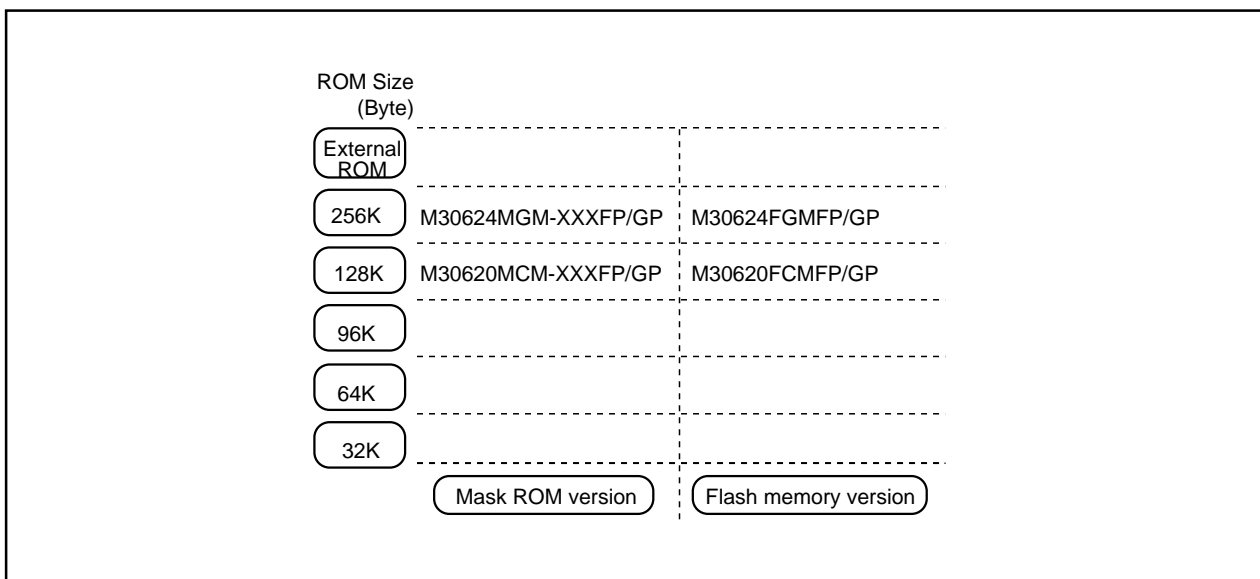 ROM Size
(Byte)
External
ROM
256K M30624MGM-XXXFP/GP M30624FGMFP/GP
128K M30620MCM-XXXFP/GP M30620FCMFP/GP
96K
64K
32K
Mask ROM version Flash memory version